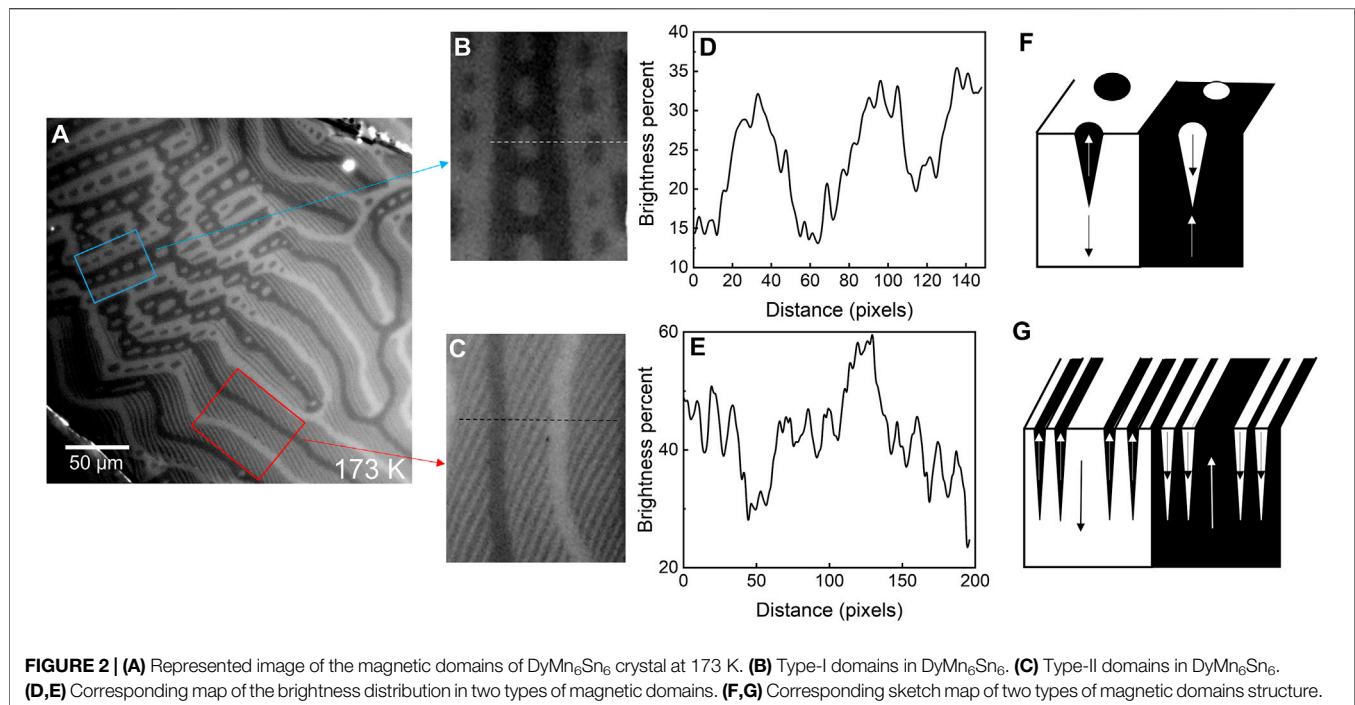 A
50 μm
173 K
B
C
D
Brightness percent
40
35
30
25
20
15
10
0 20 40 60 80 100 120 140
Distance (pixels)
E
Brightness percent
60
40
20
0 50 100 150 200
Distance (pixels)
F
G
FIGURE 2 | (A) Represented image of the magnetic domains of DyMn₆Sn₆ crystal at 173 K. (B) Type-I domains in DyMn₆Sn₆. (C) Type-II domains in DyMn₆Sn₆.
(D,E) Corresponding map of the brightness distribution in two types of magnetic domains. (F,G) Corresponding sketch map of two types of magnetic domains structure.